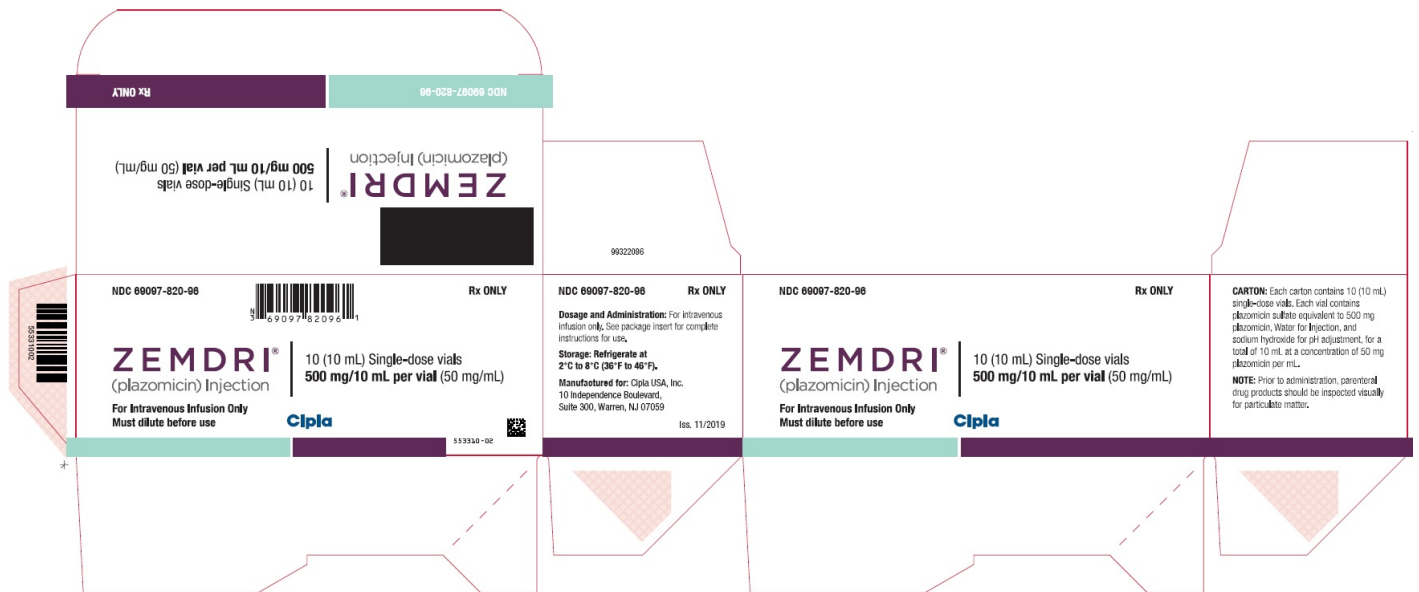 Rx ONLY
NDC 69097-820-96
ZEMDRI®
(plazomicin) Injection
10 (10 mL) Single-dose vials
500 mg/10 mL per vial (50 mg/mL)
99322086
55331002
NDC 69097-820-96
Rx ONLY
N
3 69097 82096 1
ZEMDRI®
(plazomicin) Injection
10 (10 mL) Single-dose vials
500 mg/10 mL per vial (50 mg/mL)
For Intravenous Infusion Only
Must dilute before use
Cipla
553310-02
NDC 69097-820-96
Rx ONLY
Dosage and Administration: For intravenous
infusion only. See package insert for complete
instructions for use.
Storage: Refrigerate at
2°C to 8°C (36°F to 46°F).
Manufactured for: Cipla USA, Inc.
10 Independence Boulevard,
Suite 300, Warren, NJ 07059
Iss. 11/2019
NDC 69097-820-96
Rx ONLY
ZEMDRI®
(plazomicin) Injection
10 (10 mL) Single-dose vials
500 mg/10 mL per vial (50 mg/mL)
For Intravenous Infusion Only
Must dilute before use
Cipla
CARTON: Each carton contains 10 (10 mL)
single-dose vials. Each vial contains
plazomicin sulfate equivalent to 500 mg
plazomicin, Water for Injection, and
sodium hydroxide for pH adjustment, for a
total of 10 mL at a concentration of 50 mg
plazomicin per mL.
NOTE: Prior to administration, parenteral
drug products should be inspected visually
for particulate matter.